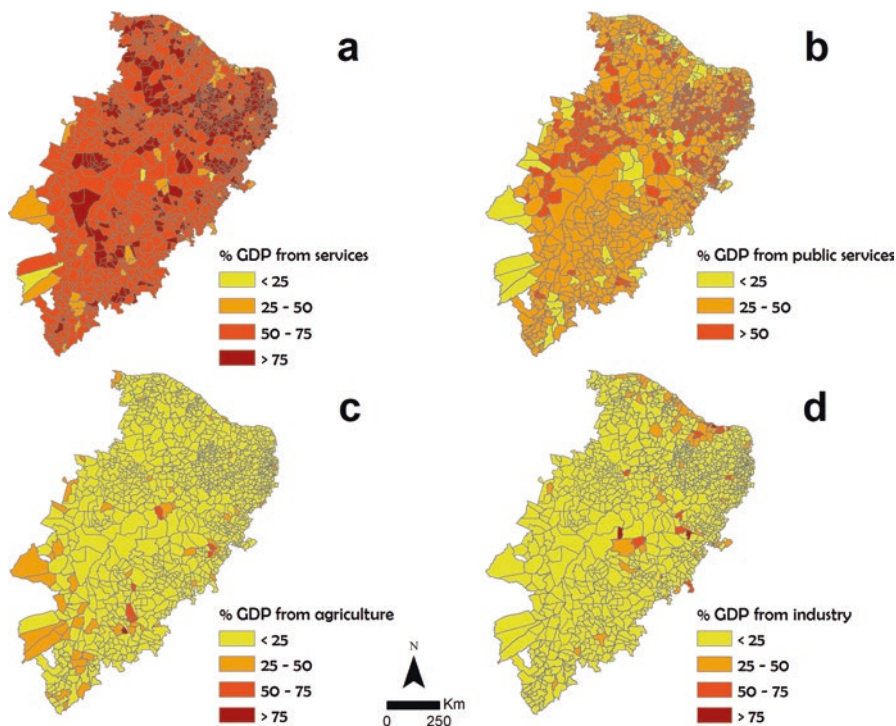 a
b
% GDP from services
< 25
25 - 50
50 - 75
> 75
% GDP from public services
< 25
25 - 50
> 50
c
d
% GDP from agriculture
< 25
25 - 50
50 - 75
> 75
N
Km
0 250
% GDP from industry
< 25
25 - 50
50 - 75
> 75